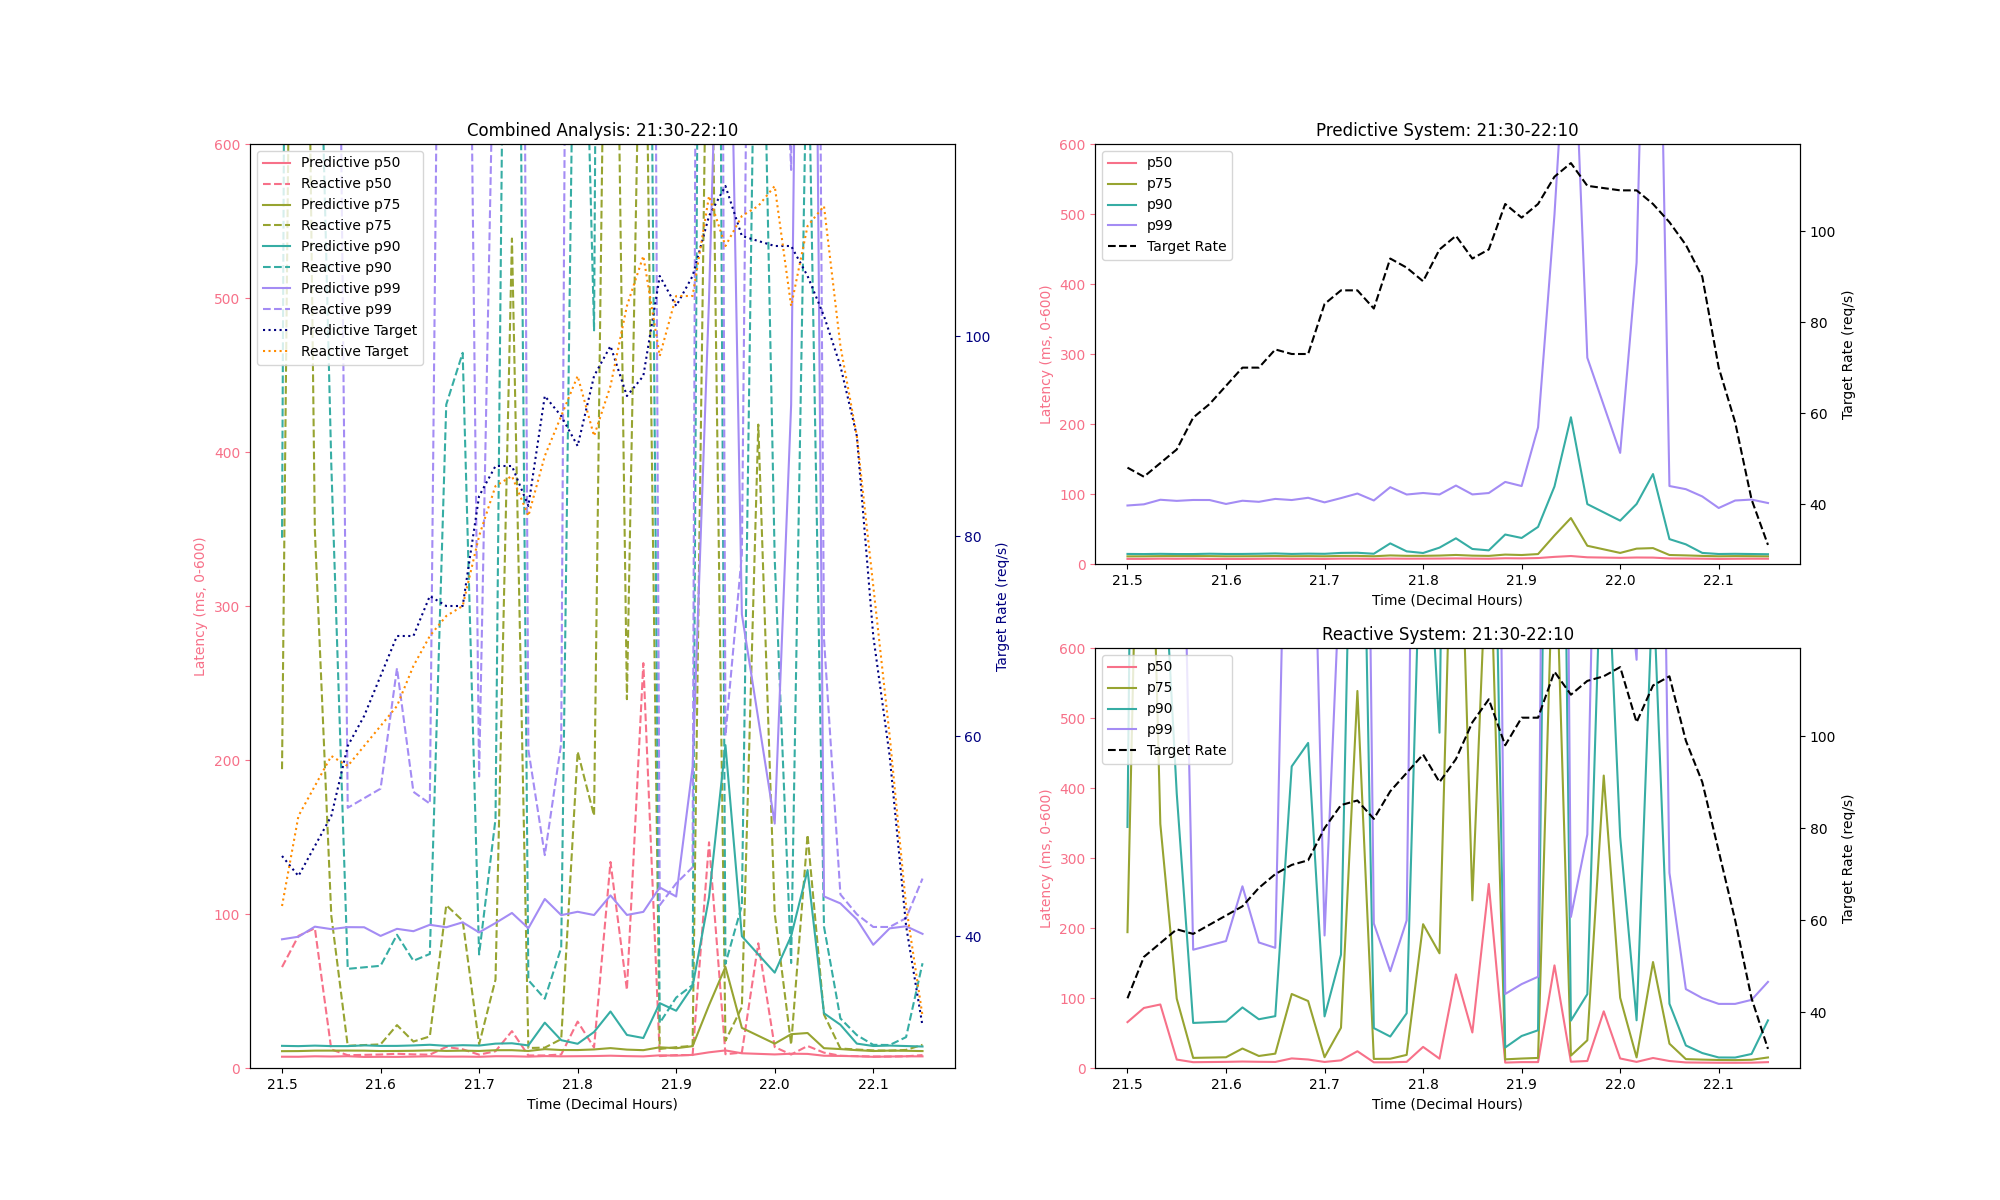 Combined Analysis: 21:30-22:10
600
500
400
300
200
100
0
Latency (ms, 0-600)
Predictive p50
Reactive p50
Predictive p75
Reactive p75
Predictive p90
Reactive p90
Predictive p99
Reactive p99
Predictive Target
Reactive Target
100
80
60
40
Target Rate (req/s)
21.5 21.6 21.7 21.8 21.9 22.0 22.1
Time (Decimal Hours)
Predictive System: 21:30-22:10
600
500
400
300
200
100
0
Latency (ms, 0-600)
p50
p75
p90
p99
Target Rate
100
80
60
40
Target Rate (req/s)
21.5 21.6 21.7 21.8 21.9 22.0 22.1
Time (Decimal Hours)
Reactive System: 21:30-22:10
600
500
400
300
200
100
0
Latency (ms, 0-600)
p50
p75
p90
p99
Target Rate
100
80
60
40
Target Rate (req/s)
21.5 21.6 21.7 21.8 21.9 22.0 22.1
Time (Decimal Hours)